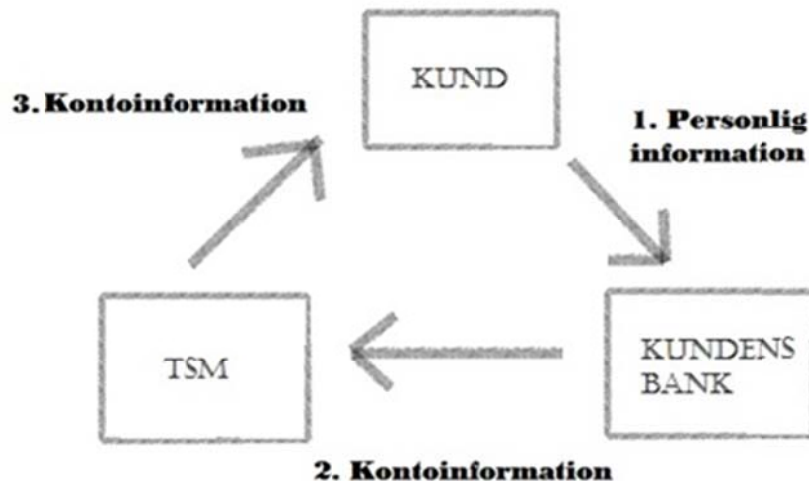 KUND
3. Kontoinformation
1. Personlig
information
TSM
KUNDENS
BANK
2. Kontoinformation